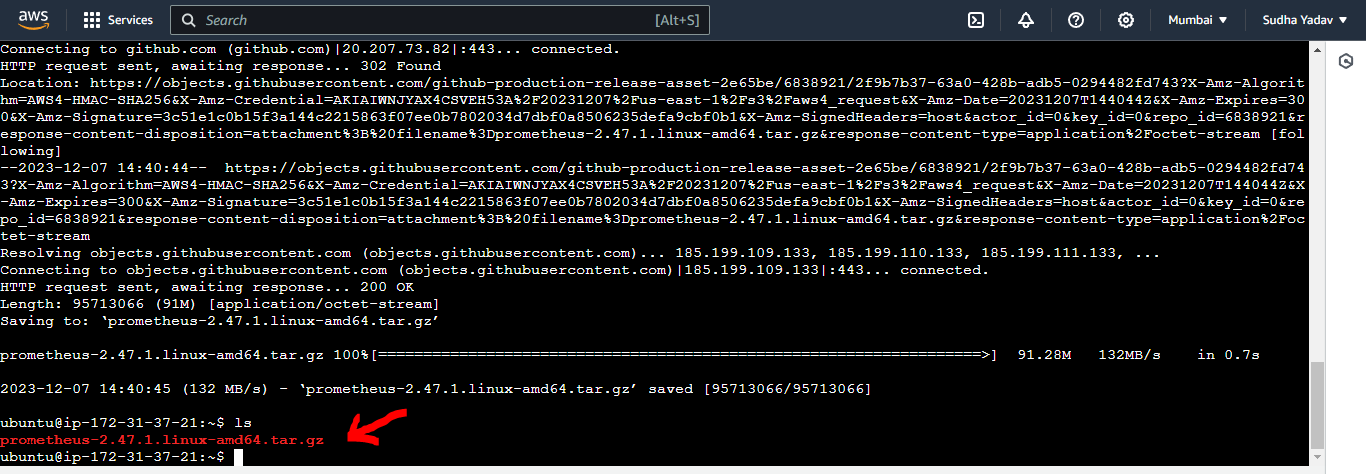 aws
Services
Search
[Alt+S]
Mumbai
Sudha Yadav
Connecting to github.com (github.com)|20.207.73.82|:443... connected.
HTTP request sent, awaiting response... 302 Found
Location: https://objects.githubusercontent.com/github-production-release-asset-2e65be/6838921/2f9b7b37-63a0-428b-adb5-0294482fd743?X-Amz-Algorit
hm=AWS4-HMAC-SHA256&X-Amz-Credential=AKIAIWNJYAX4CSVEH53A%2F20231207%2Fus-east-1%2Fs3%2Faws4_request&X-Amz-Date=20231207T144044Z&X-Amz-Expires=30
0&X-Amz-Signature=3c51e1c0b15f3a144c2215863f07ee0b7802034d7dbf0a8506235defa9cbf0b1&X-Amz-SignedHeaders=host&actor_id=0&key_id=0&repo_id=6838921&r
esponse-content-disposition=attachment%3B%20filename%3Dprometheus-2.47.1.linux-amd64.tar.gz&response-content-type=application%2Foctet-stream [fol
lowing]
--2023-12-07 14:40:44--  https://objects.githubusercontent.com/github-production-release-asset-2e65be/6838921/2f9b7b37-63a0-428b-adb5-0294482fd74
3?X-Amz-Algorithm=AWS4-HMAC-SHA256&X-Amz-Credential=AKIAIWNJYAX4CSVEH53A%2F20231207%2Fus-east-1%2Fs3%2Faws4_request&X-Amz-Date=20231207T144044Z&X
-Amz-Expires=300&X-Amz-Signature=3c51e1c0b15f3a144c2215863f07ee0b7802034d7dbf0a8506235defa9cbf0b1&X-Amz-SignedHeaders=host&actor_id=0&key_id=0&re
po_id=6838921&response-content-disposition=attachment%3B%20filename%3Dprometheus-2.47.1.linux-amd64.tar.gz&response-content-type=application%2Foc
tet-stream
Resolving objects.githubusercontent.com (objects.githubusercontent.com)... 185.199.109.133, 185.199.110.133, 185.199.111.133, ...
Connecting to objects.githubusercontent.com (objects.githubusercontent.com)|185.199.109.133|:443... connected.
HTTP request sent, awaiting response... 200 OK
Length: 95713066 (91M) [application/octet-stream]
Saving to: ‘prometheus-2.47.1.linux-amd64.tar.gz’
prometheus-2.47.1.linux-amd64.tar.gz 100%[===================================================================>]  91.28M   132MB/s    in 0.7s
2023-12-07 14:40:45 (132 MB/s) - ‘prometheus-2.47.1.linux-amd64.tar.gz’ saved [95713066/95713066]
ubuntu@ip-172-31-37-21:~$ ls
prometheus-2.47.1.linux-amd64.tar.gz
ubuntu@ip-172-31-37-21:~$